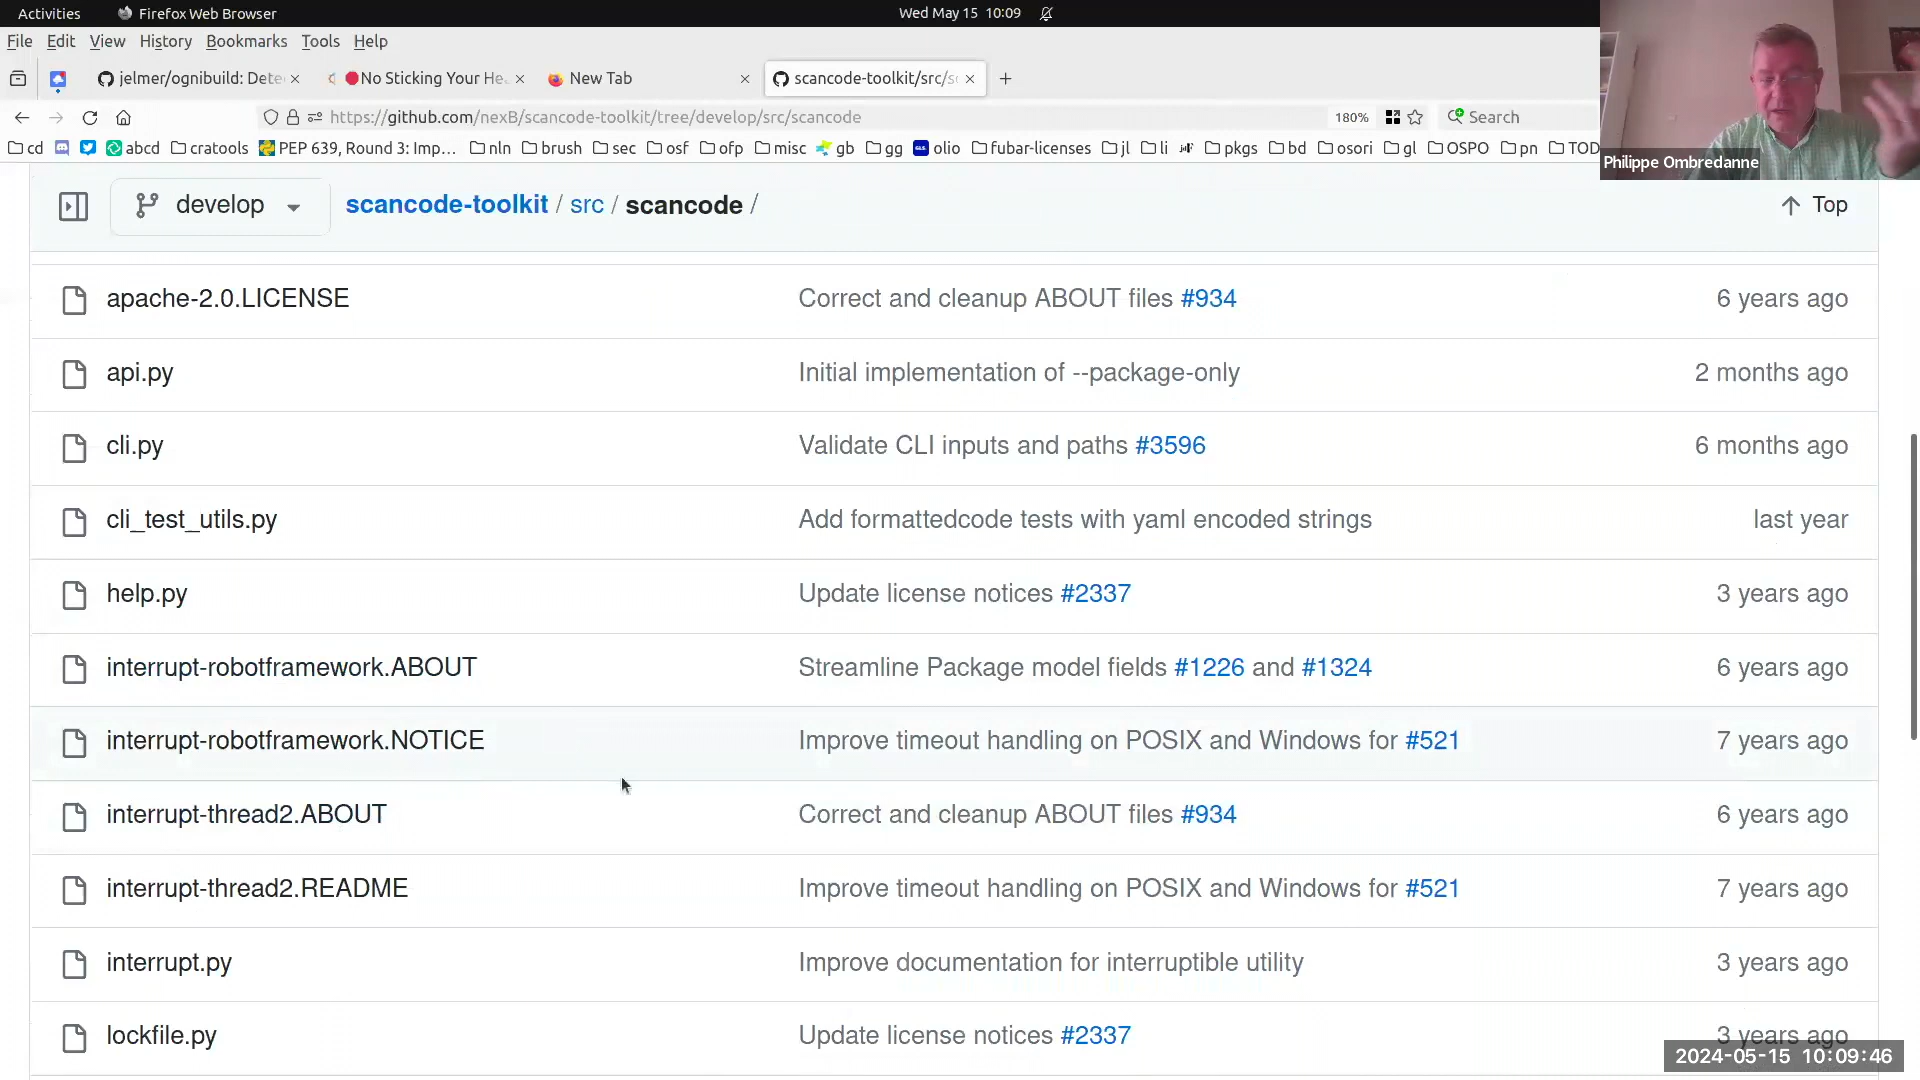 Activities Firefox Web Browser Wed May 15 10:09
File Edit View History Bookmarks Tools Help
jelmer/ognibuild: Dete No Sticking Your He New Tab scancode-toolkit/src/s
https://github.com/nexB/scancode-toolkit/tree/develop/src/scancode 180% Search
cd abcd cratools PEP 639, Round 3: Imp... nln brush sec osf ofp misc gb gg olio fubar-licenses jl li pkgs bd osori gl OSPO pn TOD
Philippe Ombredanne
develop scancode-toolkit / src / scancode / Top
apache-2.0.LICENSE Correct and cleanup ABOUT files #934 6 years ago
api.py Initial implementation of --package-only 2 months ago
cli.py Validate CLI inputs and paths #3596 6 months ago
cli_test_utils.py Add formattedcode tests with yaml encoded strings last year
help.py Update license notices #2337 3 years ago
interrupt-robotframework.ABOUT Streamline Package model fields #1226 and #1324 6 years ago
interrupt-robotframework.NOTICE Improve timeout handling on POSIX and Windows for #521 7 years ago
interrupt-thread2.ABOUT Correct and cleanup ABOUT files #934 6 years ago
interrupt-thread2.README Improve timeout handling on POSIX and Windows for #521 7 years ago
interrupt.py Improve documentation for interruptible utility 3 years ago
lockfile.py Update license notices #2337 3 years ago
2024-05-15 10:09:46